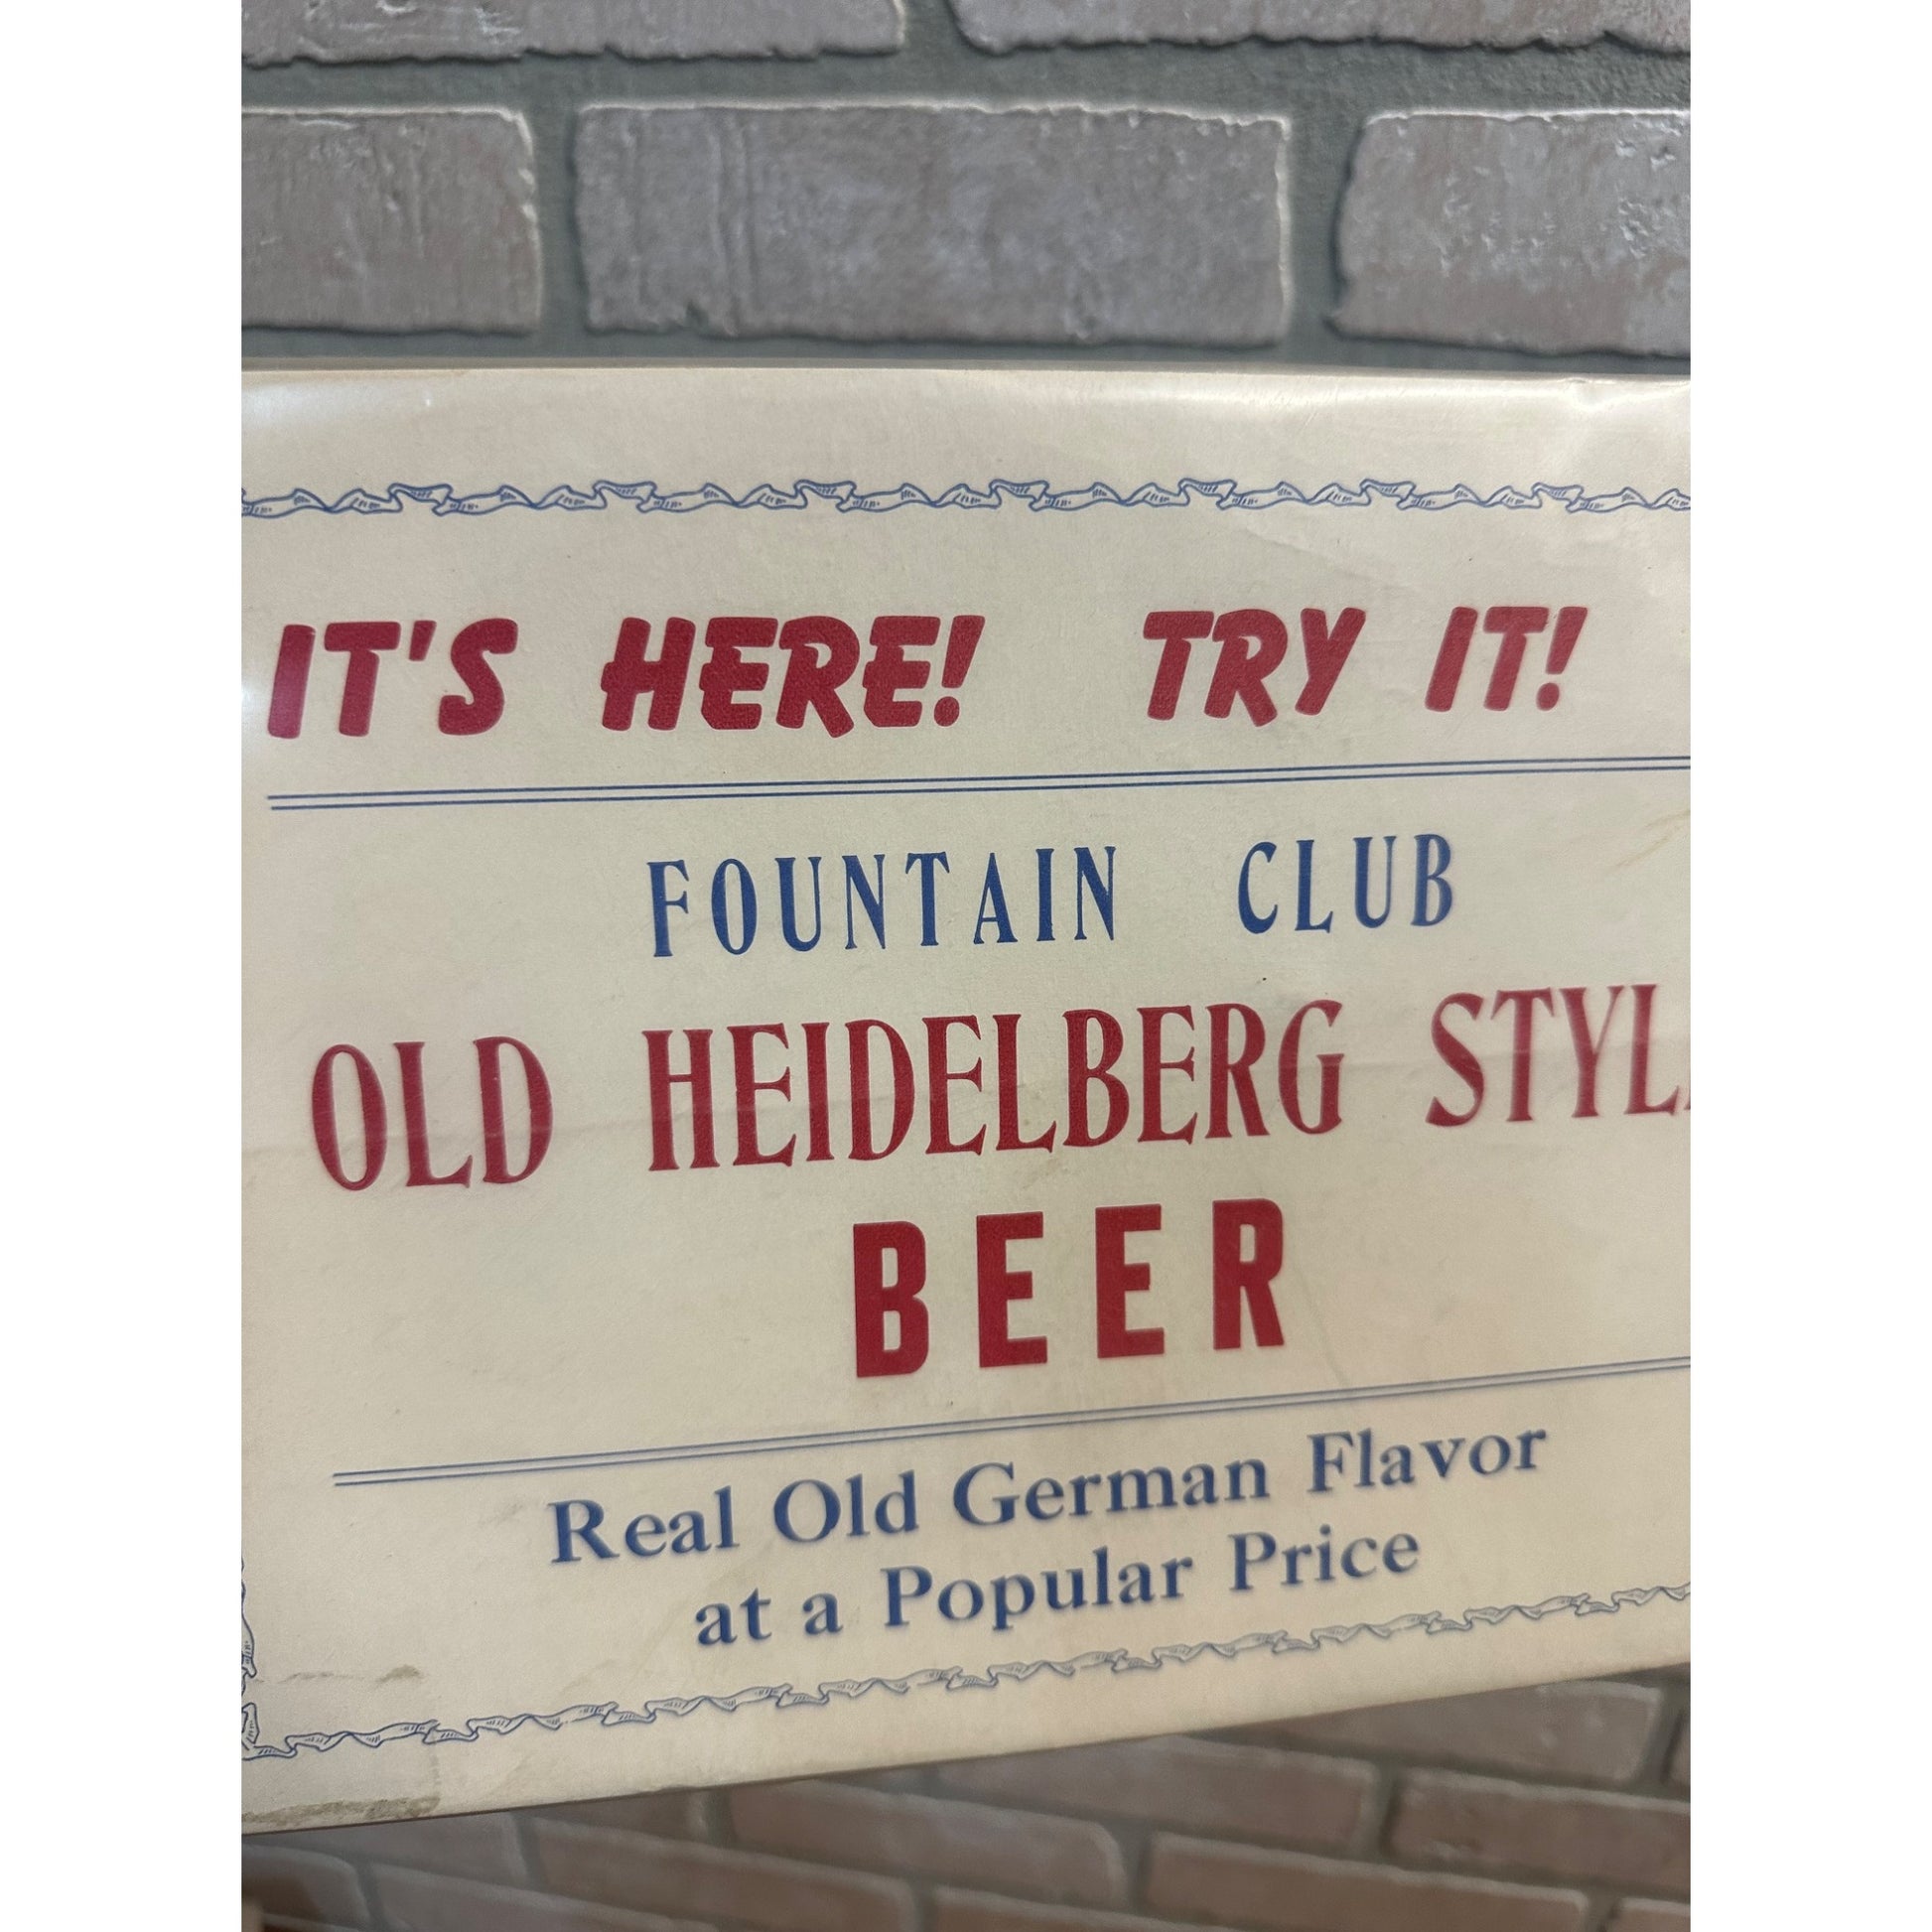 IT'S HERE! TRY IT!
FOUNTAIN CLUB
OLD HEIDELBERG STYL
BEER
Real Old German Flavor
at a Popular Price